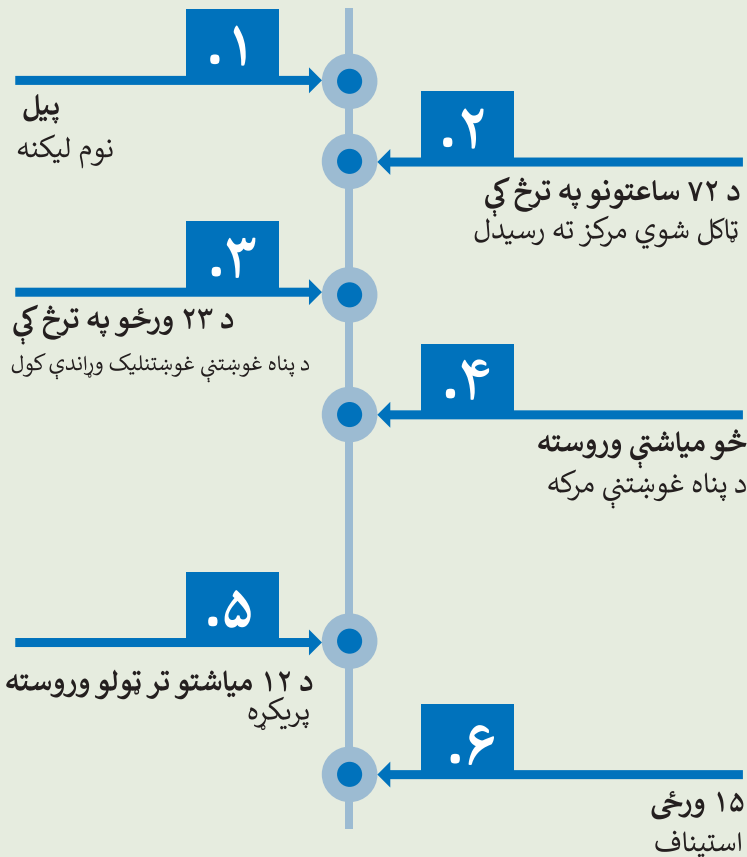 .۱
پیل
نوم لیکنه
.۲
د ۷۲ ساعتونو په ترڅ کې
ټاکل شوي مرکز ته رسیدل
.۳
د ۲۳ ورځو په ترڅ کې
د پناه غوښتنې غوښتنلیک وړاندې کول
.۴
څو میاشتې وروسته
د پناه غوښتنې مرکه
.۵
د ۱۲ میاشتو تر ټولو وروسته
پریکړه
.۶
۱۵ ورځی
استیناف